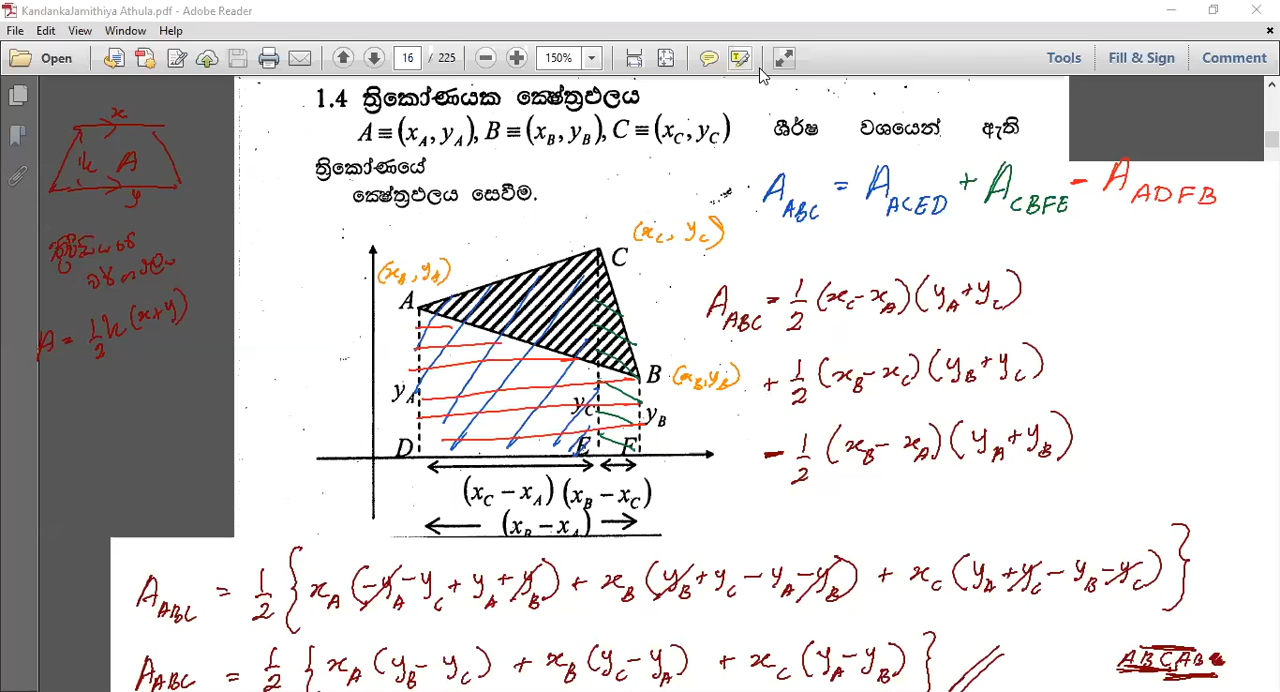 KandankaJamithiya Athula.pdf - Adobe Reader
File Edit View Window Help
Open 16 / 225 150% Tools Fill & Sign Comment
1.4 ත්‍රිකෝණයක ක්‍ෂේත්‍රඵලය
A ≡ (x_A, y_A), B ≡ (x_B, y_B), C ≡ (x_C, y_C) ශීර්ෂ වශයෙන් ඇති
ත්‍රිකෝණයේ
ක්‍ෂේත්‍රඵලය සෙවීම.
x
h A
y
A = 1/2 h (x+y)
A_ABC = A_ACED + A_CBFE - A_ADFB
(x_C, y_C)
C
(x_A, y_A)
A
B (x_B, y_B)
y_A y_C y_B
D E F
(x_C − x_A) (x_B − x_C)
(x_B − x_A)
A_ABC = 1/2 (x_C − x_A) (y_A + y_C)
+ 1/2 (x_B − x_C) (y_B + y_C)
− 1/2 (x_B − x_A) (y_A + y_B)
A_ABC = 1/2 { x_A (−y_A − y_C + y_A + y_B) + x_B (y_B + y_C − y_A − y_B) + x_C (y_A + y_C − y_B − y_C) }
A_ABC = 1/2 { x_A (y_B − y_C) + x_B (y_C − y_A) + x_C (y_A − y_B) } //